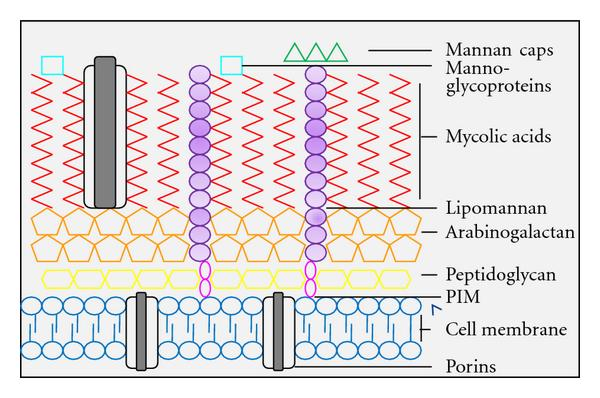 Mannan caps
Manno-
glycoproteins
Mycolic acids
Lipomannan
Arabinogalactan
Peptidoglycan
PIM
Cell membrane
Porins